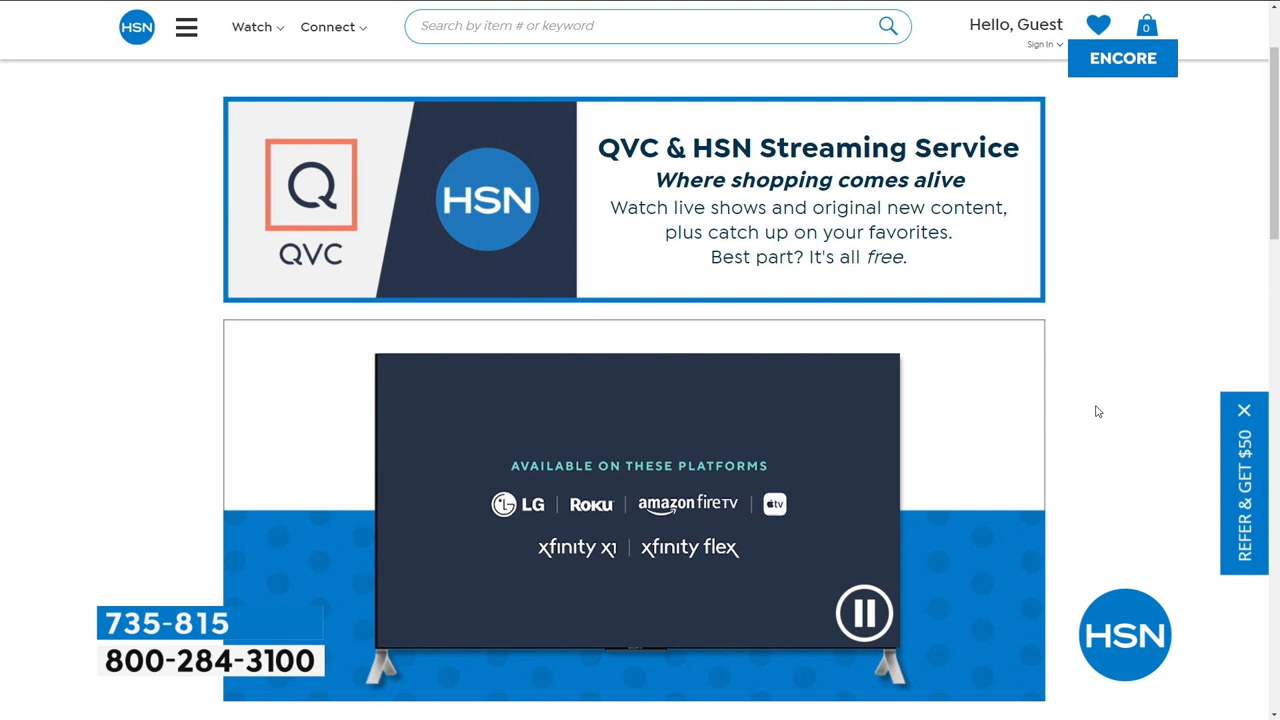 HSN
Watch
Connect
Search by item # or keyword
Hello, Guest
Sign In
0
ENCORE
Q
QVC
HSN
QVC & HSN Streaming Service
Where shopping comes alive
Watch live shows and original new content,
plus catch up on your favorites.
Best part? It's all free.
AVAILABLE ON THESE PLATFORMS
LG Roku amazon fireTV tv
xfinity x1 xfinity flex
REFER & GET $50
735-815
800-284-3100
HSN